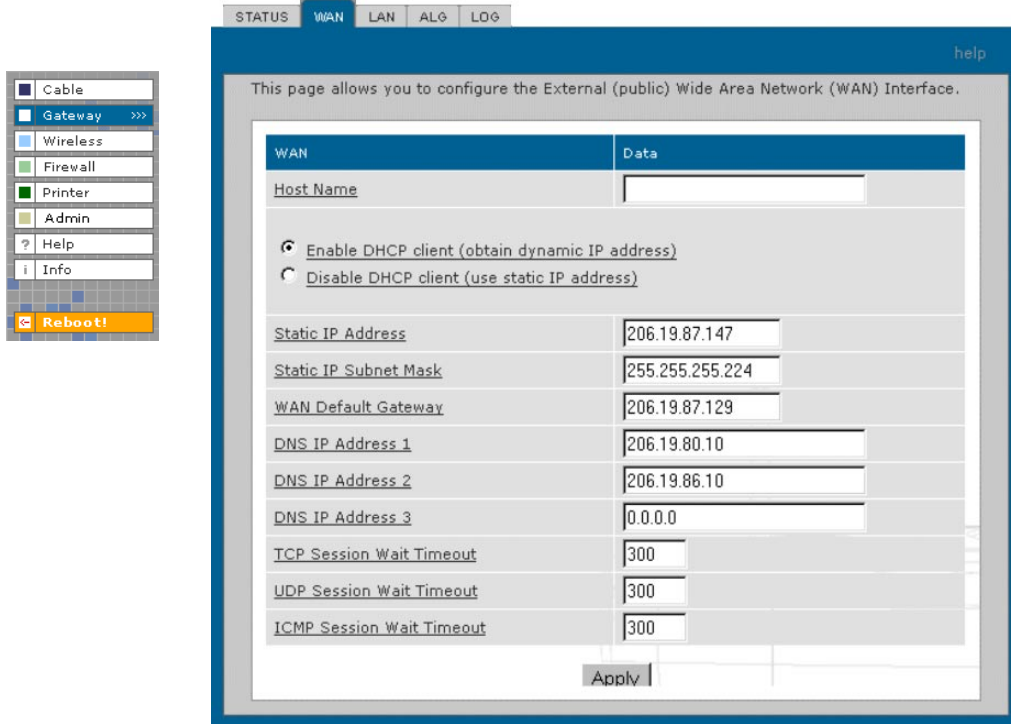 STATUS WAN LAN ALG LOG
help
Cable
Gateway >>>
Wireless
Firewall
Printer
Admin
? Help
i Info
Reboot!
This page allows you to configure the External (public) Wide Area Network (WAN) Interface.
WAN Data
Host Name
Enable DHCP client (obtain dynamic IP address)
Disable DHCP client (use static IP address)
Static IP Address 206.19.87.147
Static IP Subnet Mask 255.255.255.224
WAN Default Gateway 206.19.87.129
DNS IP Address 1 206.19.80.10
DNS IP Address 2 206.19.86.10
DNS IP Address 3 0.0.0.0
TCP Session Wait Timeout 300
UDP Session Wait Timeout 300
ICMP Session Wait Timeout 300
Apply